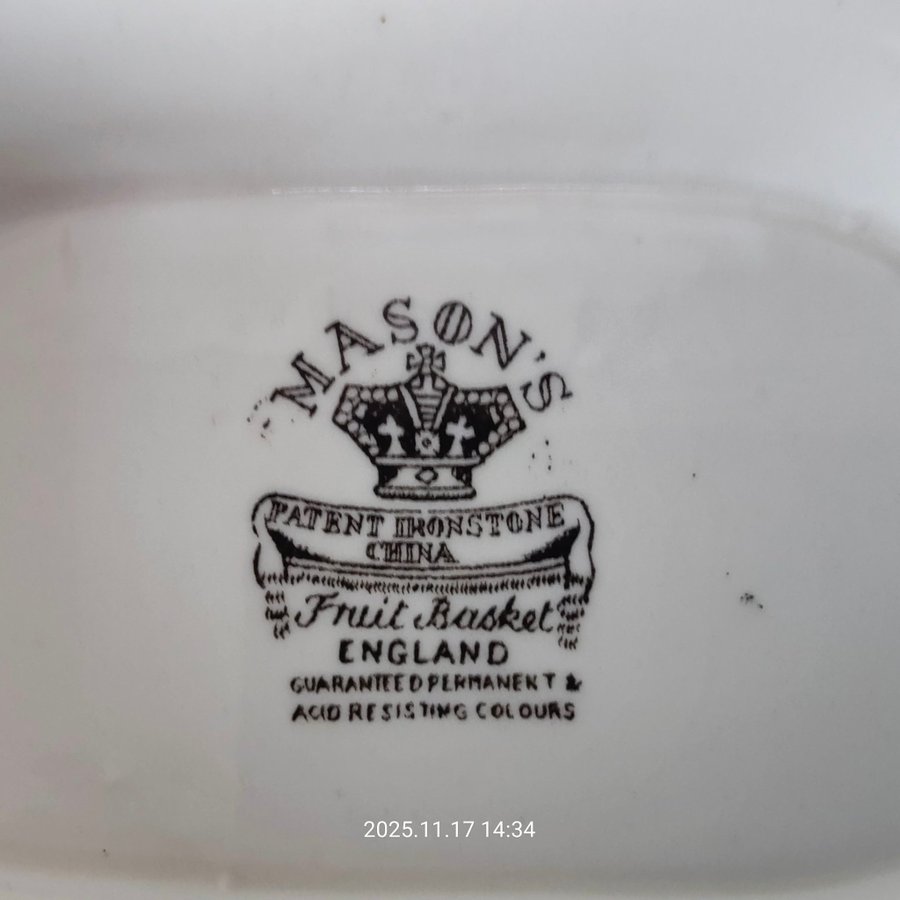 MASON'S
PATENT IRONSTONE
CHINA
Fruit Basket
ENGLAND
GUARANTEED PERMANENT &
ACID RESISTING COLOURS
2025.11.17 14:34